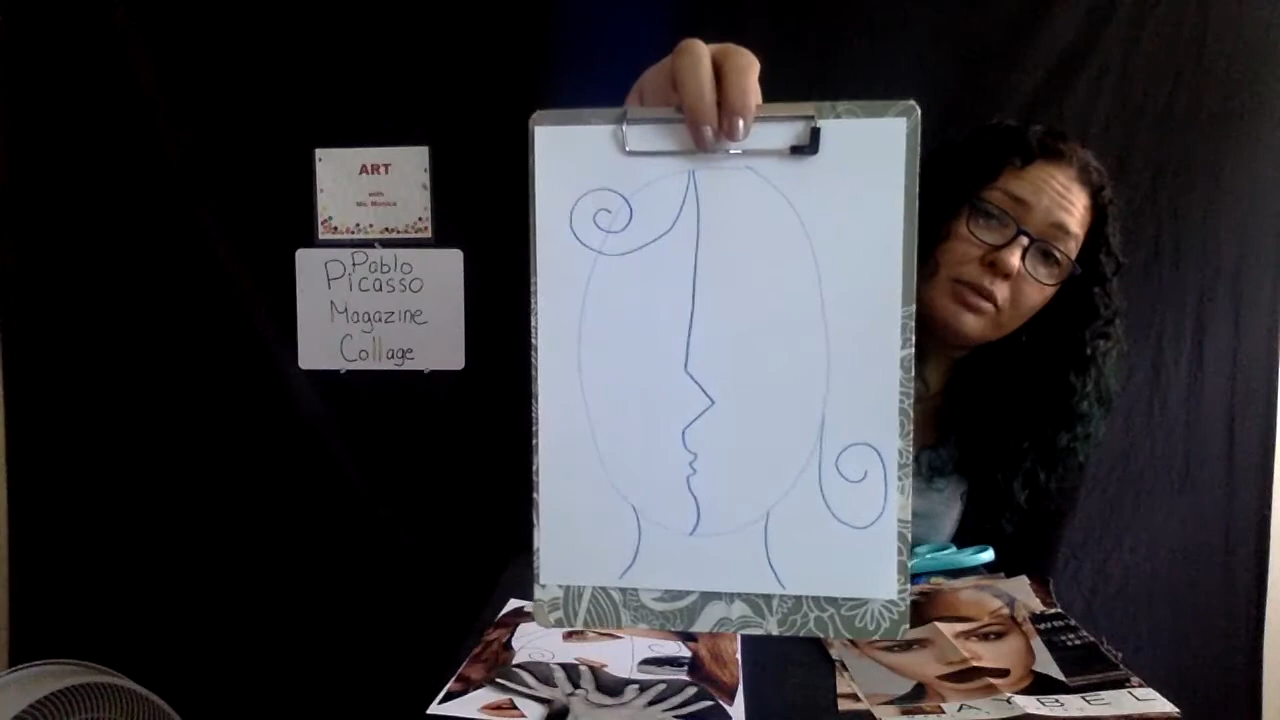 ART
with
Ms. Monica
Pablo
Picasso
Magazine
Collage
AYBEL